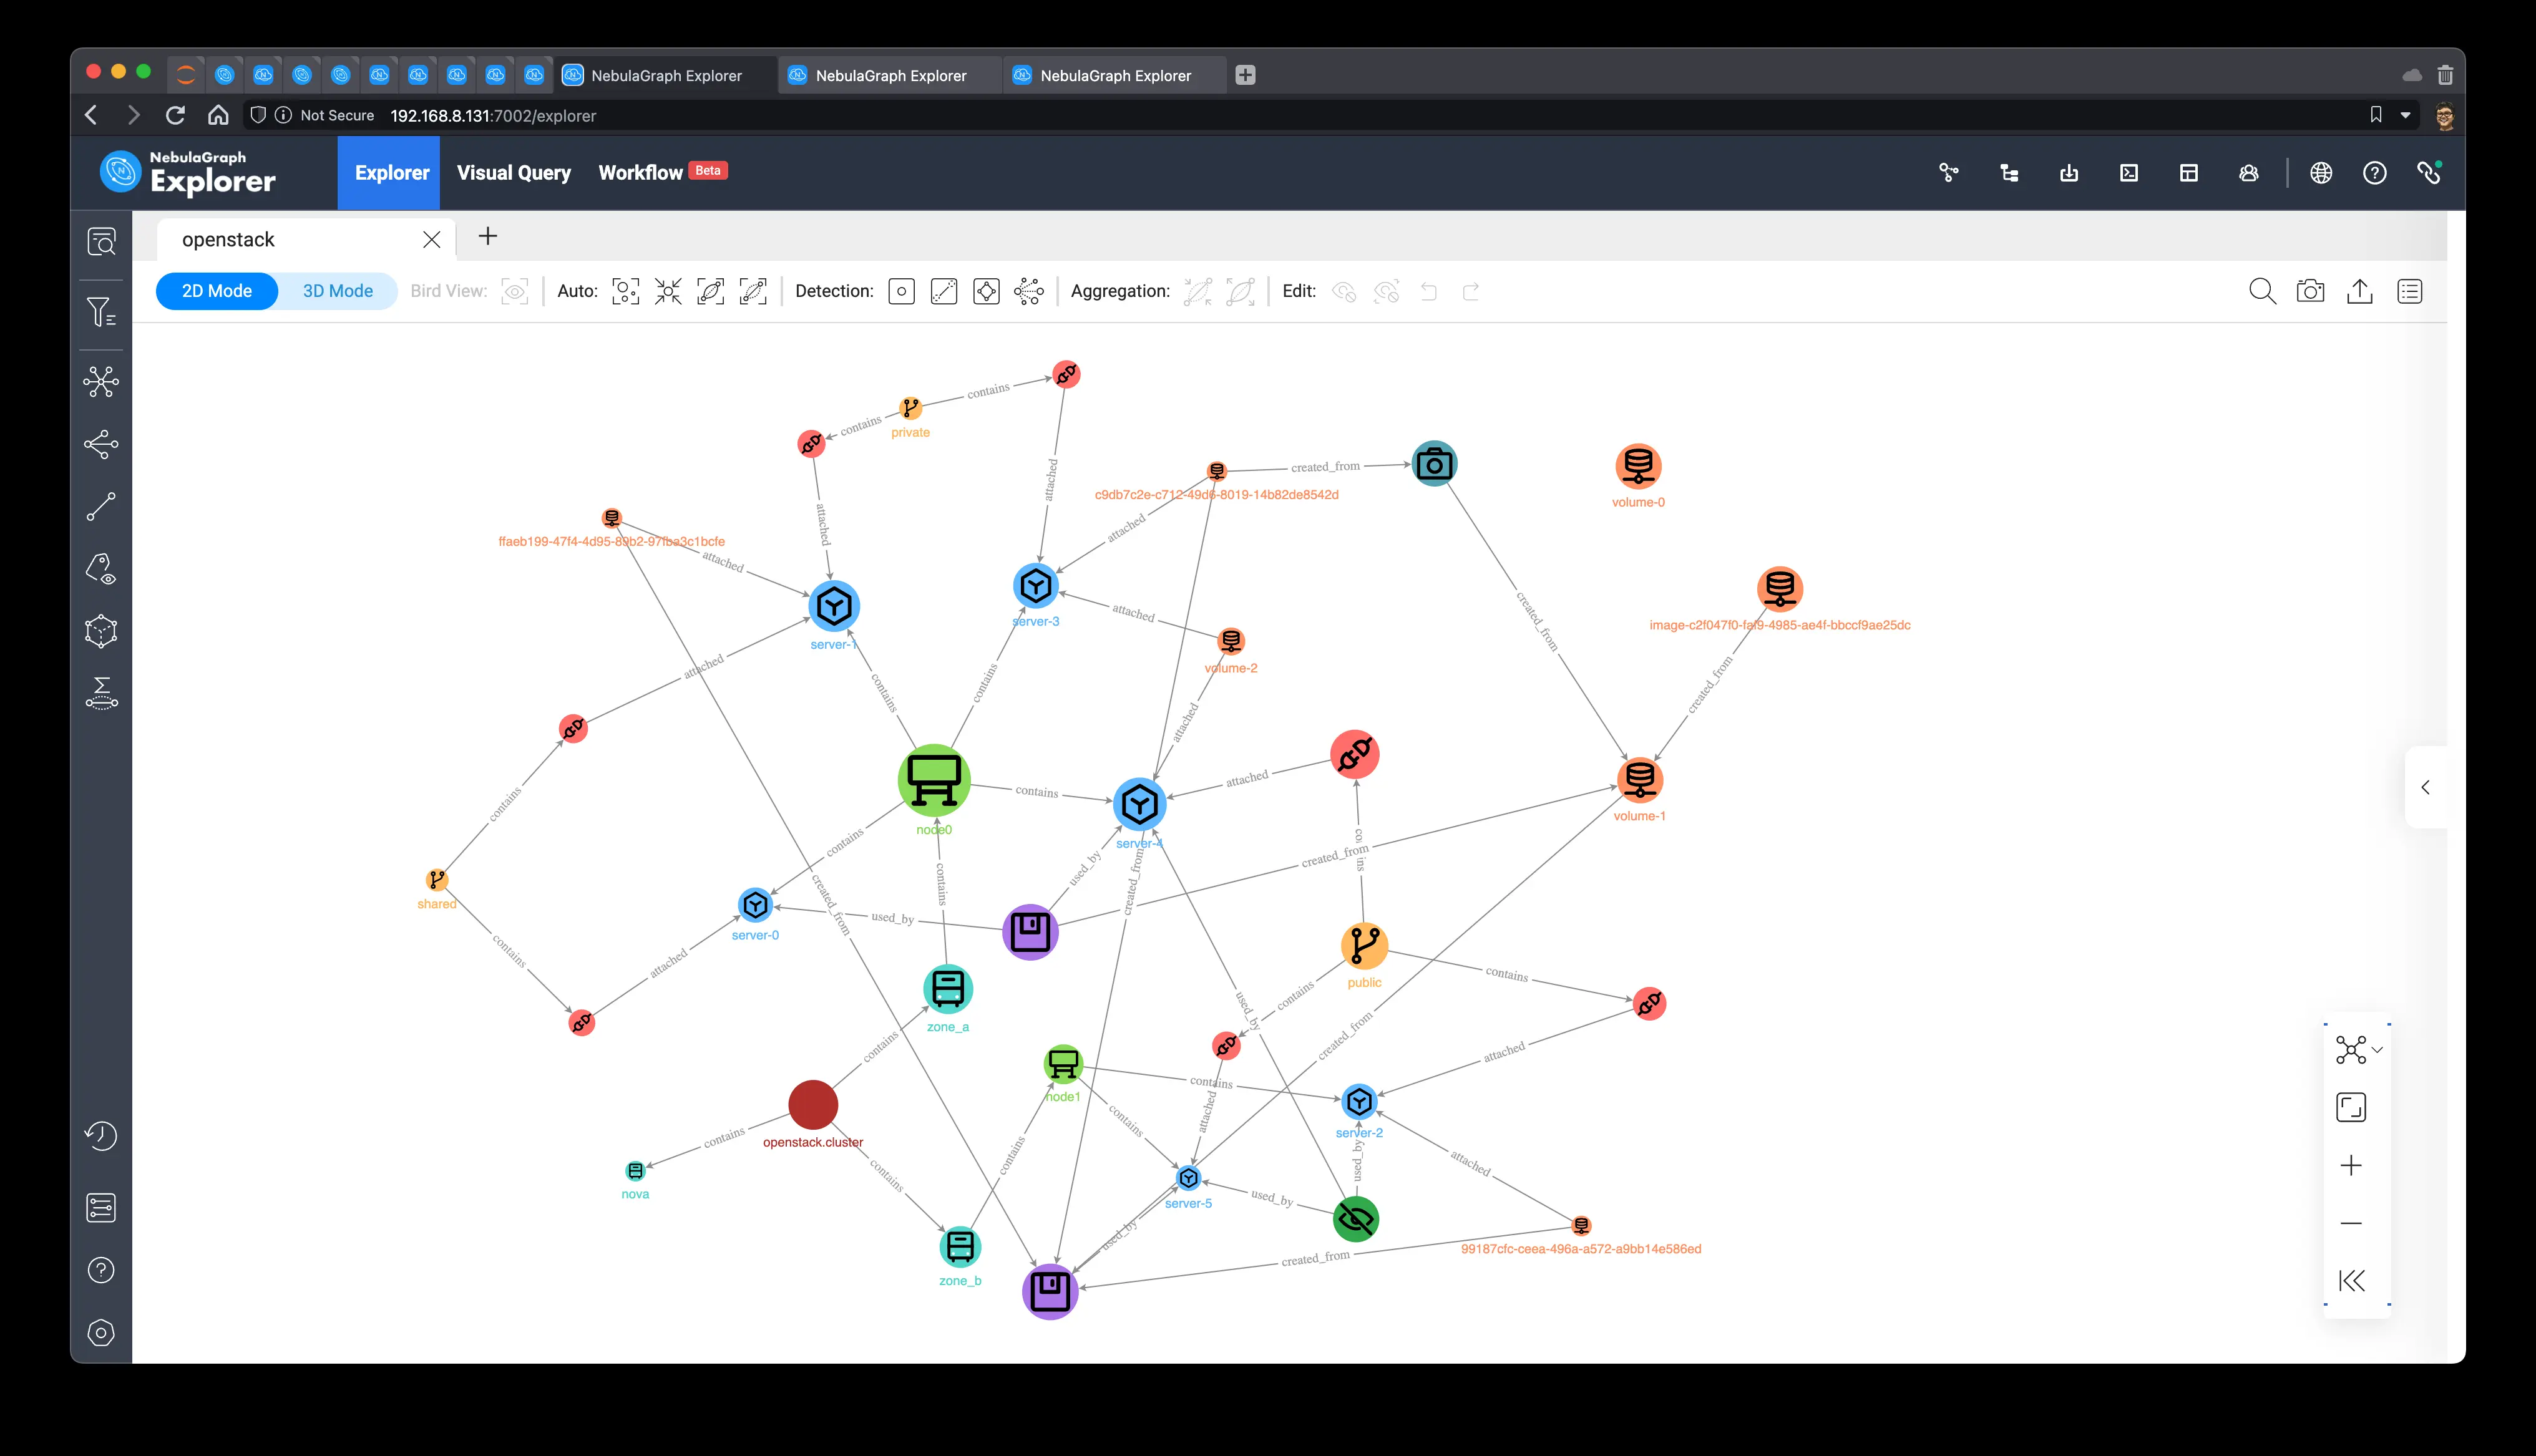 NebulaGraph Explorer
NebulaGraph Explorer
NebulaGraph Explorer
Not Secure 192.168.8.131:7002/explorer
NebulaGraph
Explorer
Explorer
Visual Query
Workflow
Beta
openstack
2D Mode
3D Mode
Bird View:
Auto:
Detection:
Aggregation:
Edit:
contains
private
contains
created_from
c9db7c2e-c712-49d6-8019-14b82de8542d
volume-0
attached
attached
attached
ffaeb199-47f4-4d95-89b2-97fba3c1bcfe
attached
created_from
attached
server-3
image-c2f047f0-faf9-4985-ae4f-bbccf9ae25dc
server-1
attached
volume-2
contains
contains
created_from
attached
contains
attached
contains
node0
volume-1
server-4
contains
contains
created_from
used_by
contains
created_from
created_from
shared
used_by
server-0
contains
attached
public
contains
contains
zone_a
used_by
created_from
contains
attached
contains
node1
contains
attached
server-2
openstack.cluster
contains
contains
contains
used_by
attached
nova
server-5
used_by
used_by
99187cfc-ceea-496a-a572-a9bb14e586ed
created_from
zone_b